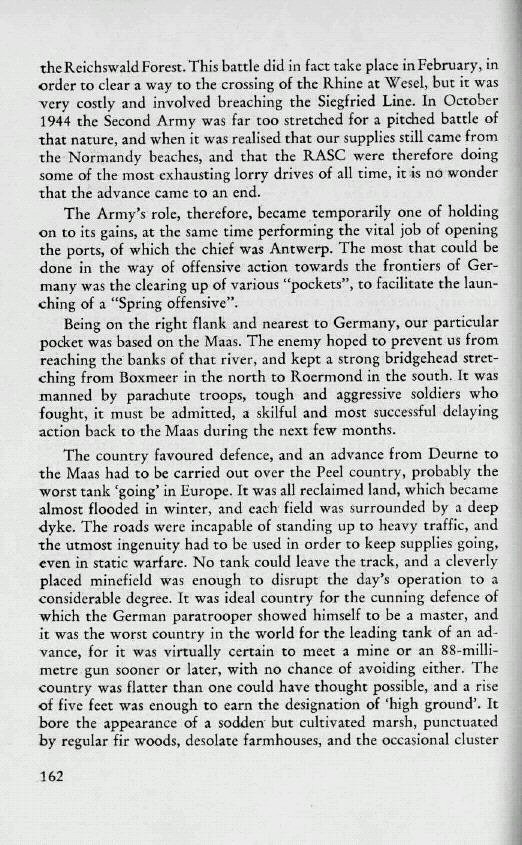 the Reichswald Forest. This battle did in fact take place in February, in
order to clear a way to the crossing of the Rhine at Wesel, but it was
very costly and involved breaching the Siegfried Line. In October
1944 the Second Army was far too stretched for a pitched battle of
that nature, and when it was realised that our supplies still came from
the Normandy beaches, and that the RASC were therefore doing
some of the most exhausting lorry drives of all time, it is no wonder
that the advance came to an end.
The Army's role, therefore, became temporarily one of holding
on to its gains, at the same time performing the vital job of opening
the ports, of which the chief was Antwerp. The most that could be
done in the way of offensive action towards the frontiers of Ger-
many was the clearing up of various "pockets", to facilitate the laun-
ching of a "Spring offensive".
Being on the right flank and nearest to Germany, our particular
pocket was based on the Maas. The enemy hoped to prevent us from
reaching the banks of that river, and kept a strong bridgehead stret-
ching from Boxmeer in the north to Roermond in the south. It was
manned by parachute troops, tough and aggressive soldiers who
fought, it must be admitted, a skilful and most successful delaying
action back to the Maas during the next few months.
The country favoured defence, and an advance from Deurne to
the Maas had to be carried out over the Peel country, probably the
worst tank 'going' in Europe. It was all reclaimed land, which became
almost flooded in winter, and each field was surrounded by a deep
dyke. The roads were incapable of standing up to heavy traffic, and
the utmost ingenuity had to be used in order to keep supplies going,
even in static warfare. No tank could leave the track, and a cleverly
placed minefield was enough to disrupt the day's operation to a
considerable degree. It was ideal country for the cunning defence of
which the German paratrooper showed himself to be a master, and
it was the worst country in the world for the leading tank of an ad-
vance, for it was virtually certain to meet a mine or an 88-milli-
metre gun sooner or later, with no chance of avoiding either. The
country was flatter than one could have thought possible, and a rise
of five feet was enough to earn the designation of 'high ground'. It
bore the appearance of a sodden but cultivated marsh, punctuated
by regular fir woods, desolate farmhouses, and the occasional cluster
162